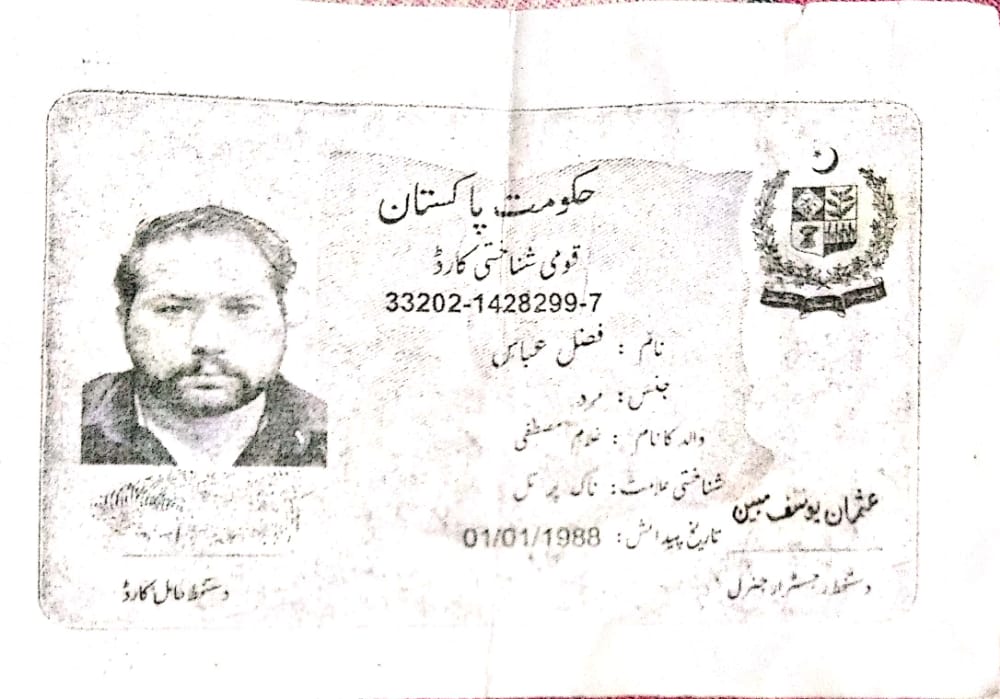 حکومت پاکستان
قومی شناختی کارڈ
33202-1428299-7
نام : فضل عباس
جنس : مرد
والد کا نام : غلام مصطفی
شناختی علامت : ناک پر تل
تاریخ پیدائش : 01/01/1988
عثمان یوسف مبین
دستخط حامل کارڈ
دستخط رجسٹرار جنرل